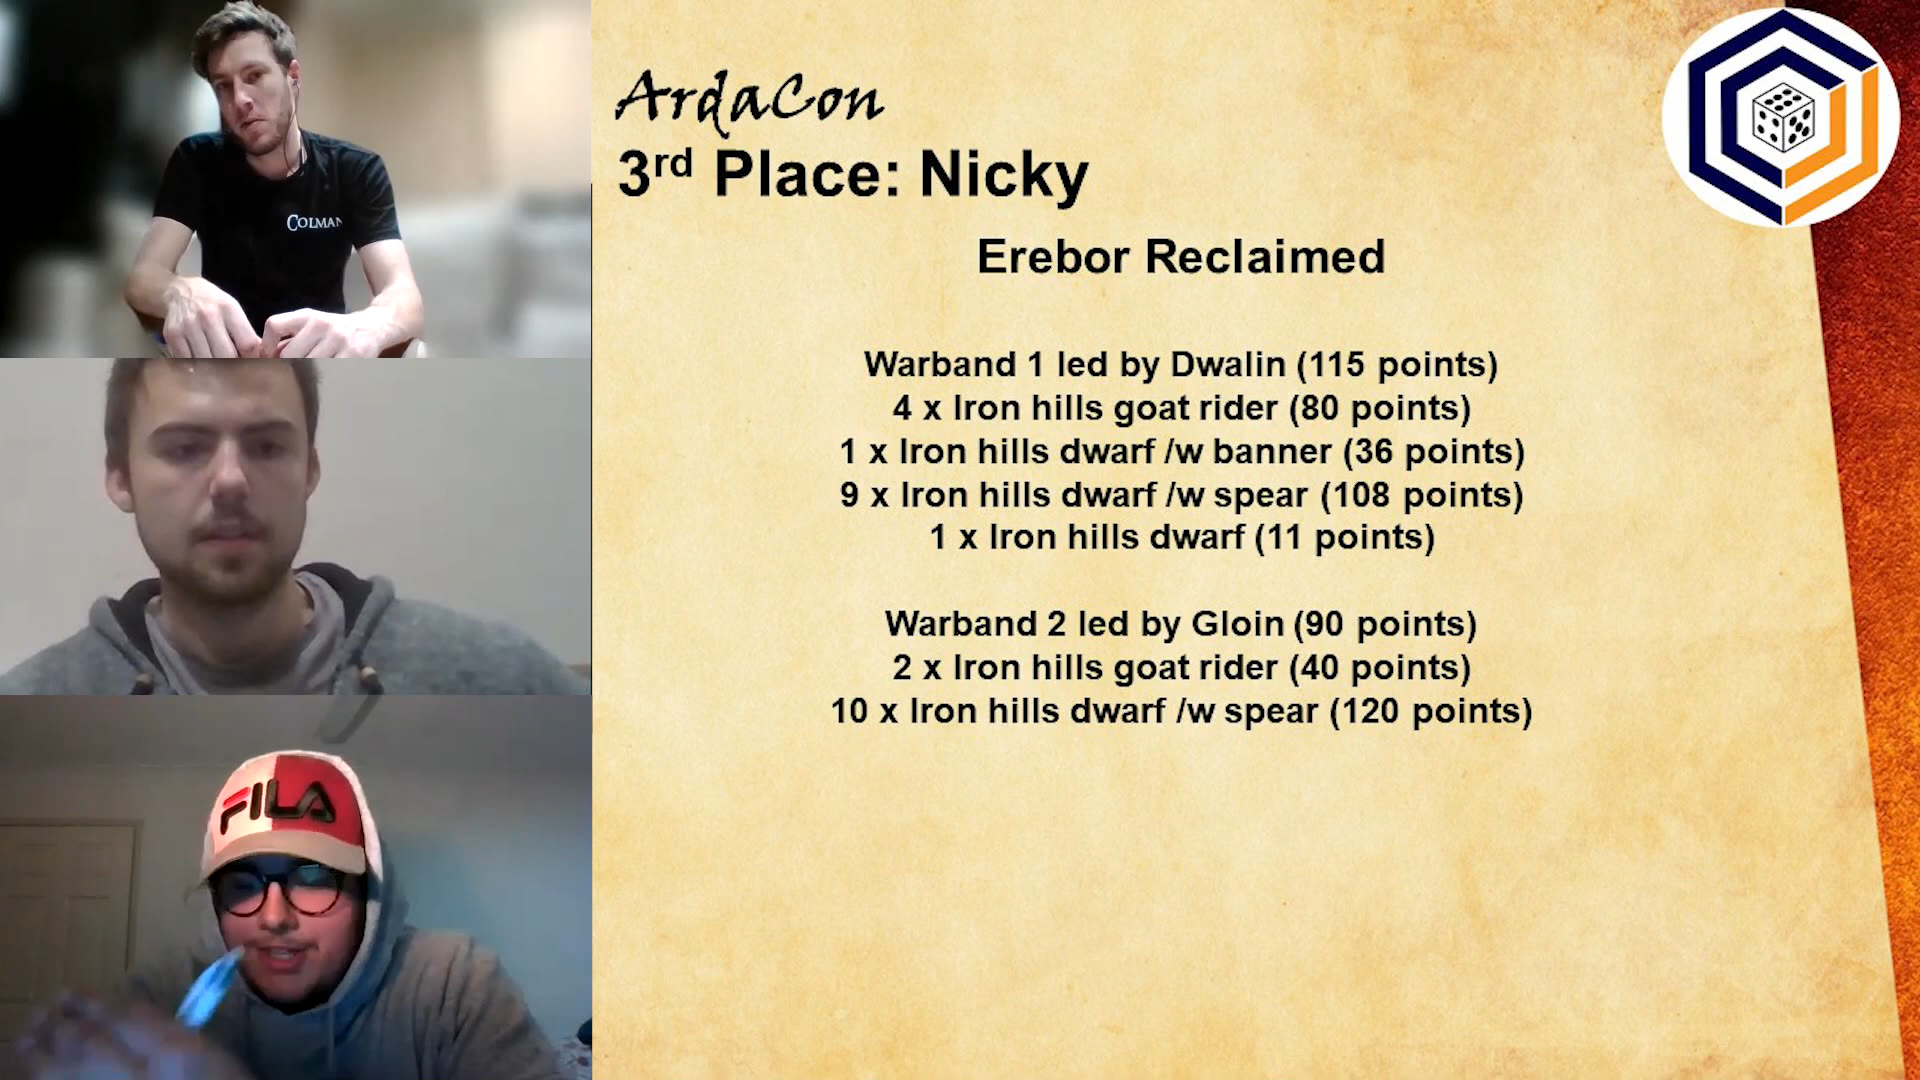 COLMAN
FILA
ArdaCon
3rd Place: Nicky
Erebor Reclaimed
Warband 1 led by Dwalin (115 points)
4 x Iron hills goat rider (80 points)
1 x Iron hills dwarf /w banner (36 points)
9 x Iron hills dwarf /w spear (108 points)
1 x Iron hills dwarf (11 points)
Warband 2 led by Gloin (90 points)
2 x Iron hills goat rider (40 points)
10 x Iron hills dwarf /w spear (120 points)